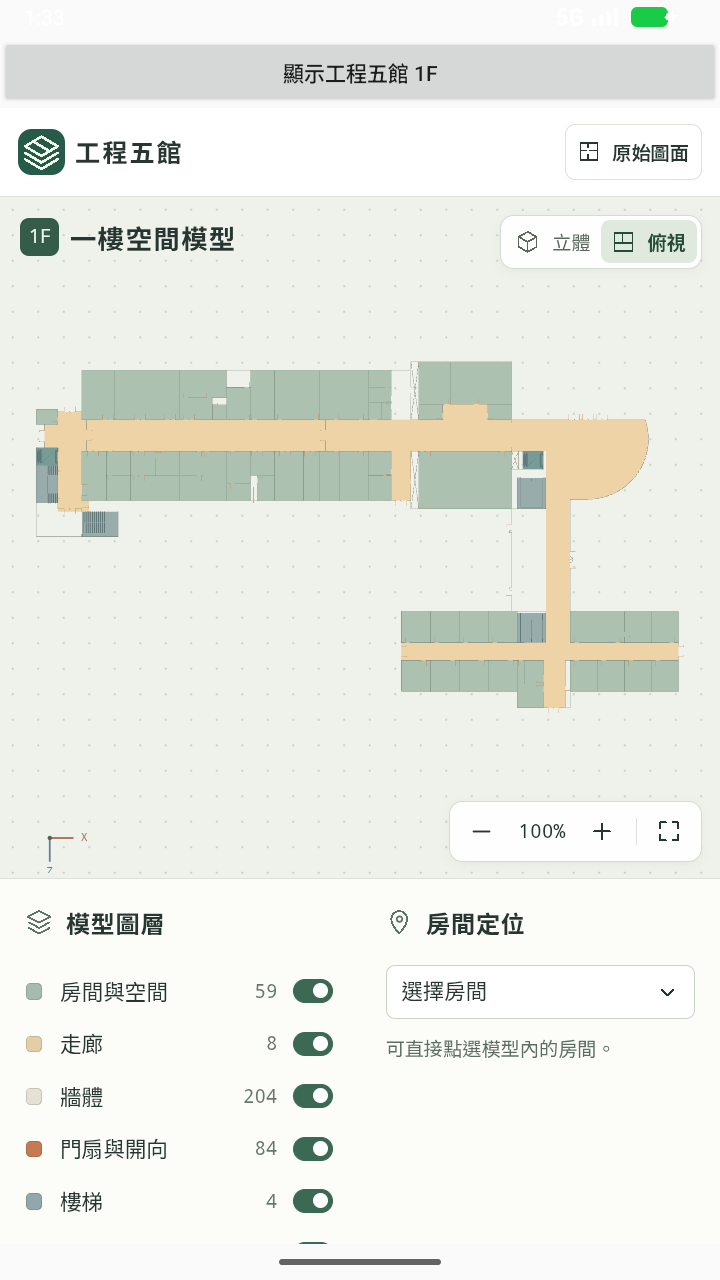 1:33
5G
顯示工程五館 1F
工程五館
原始圖面
1F 一樓空間模型
立體
俯視
X
Z
100%
模型圖層
房間與空間 59
走廊 8
牆體 204
門扇與開向 84
樓梯 4
房間定位
選擇房間
可直接點選模型內的房間。